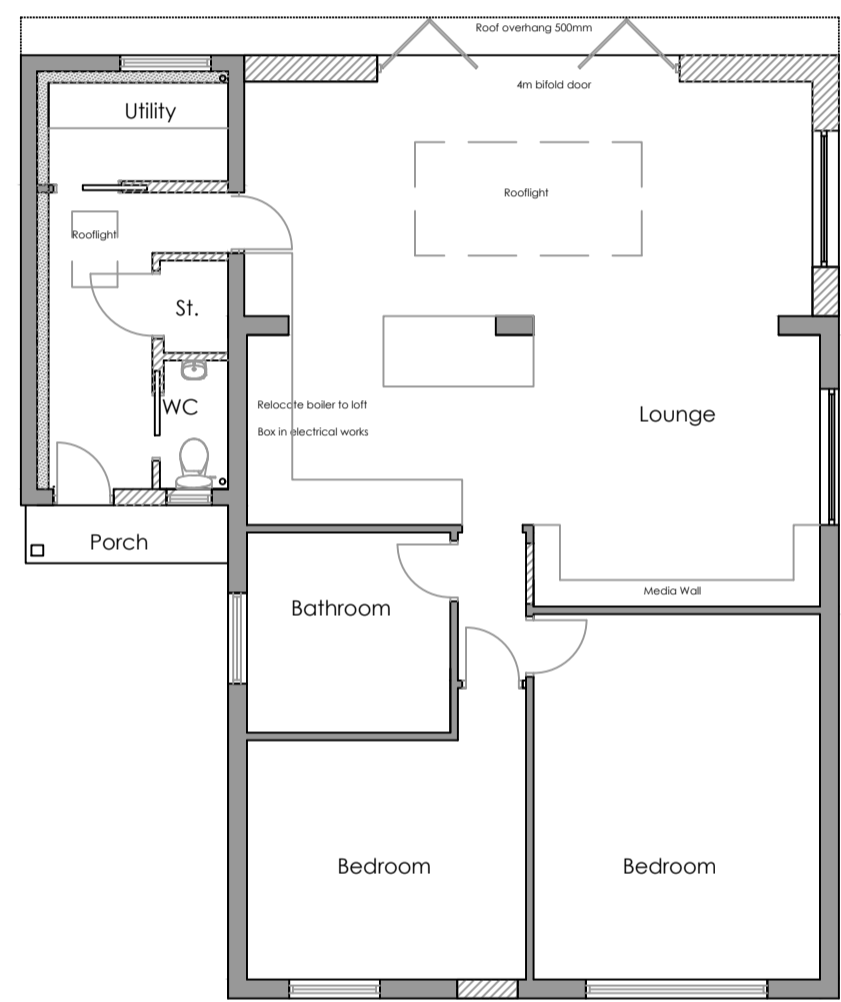 Roof overhang 500mm
4m bifold door
Utility
Rooflight
Rooflight
St.
WC
Relocate boiler to loft
Box in electrical works
Lounge
Porch
Media Wall
Bathroom
Bedroom
Bedroom